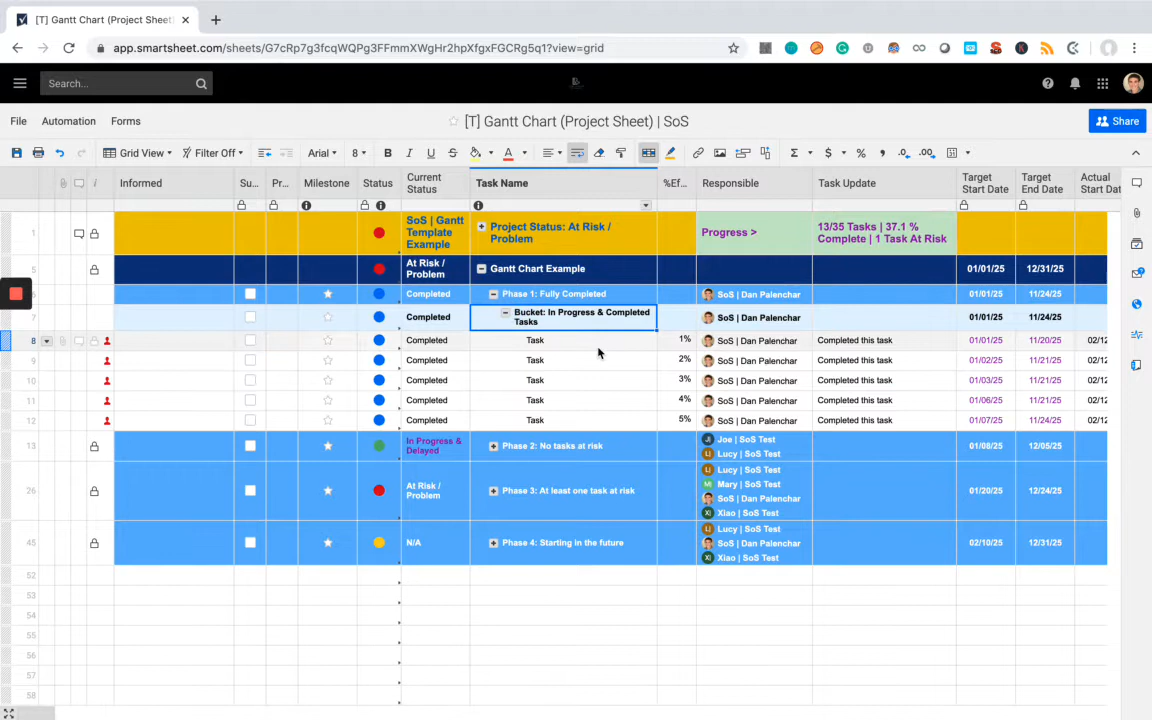 [T] Gantt Chart (Project Sheet)
app.smartsheet.com/sheets/G7cRp7g3fcqWQPg3FFmmXWgHr2hpXfgxFGCRg5q1?view=grid
Search...
File Automation Forms
[T] Gantt Chart (Project Sheet) | SoS
Share
Grid View Filter Off Arial 8 B I U S A Σ $ % , .0 .00
Informed Su... Pr... Milestone Status Current Status Task Name %Ef... Responsible Task Update Target Start Date Target End Date Actual Start Da
1 SoS | Gantt Template Example Project Status: At Risk / Problem Progress > 13/35 Tasks | 37.1 % Complete | 1 Task At Risk
5 At Risk / Problem Gantt Chart Example 01/01/25 12/31/25
Completed Phase 1: Fully Completed SoS | Dan Palenchar 01/01/25 11/24/25
7 Completed Bucket: In Progress & Completed Tasks SoS | Dan Palenchar 01/01/25 11/24/25
8 Completed Task 1% SoS | Dan Palenchar Completed this task 01/01/25 11/20/25 02/12
9 Completed Task 2% SoS | Dan Palenchar Completed this task 01/02/25 11/21/25 02/12
10 Completed Task 3% SoS | Dan Palenchar Completed this task 01/03/25 11/21/25 02/12
11 Completed Task 4% SoS | Dan Palenchar Completed this task 01/06/25 11/21/25 02/12
12 Completed Task 5% SoS | Dan Palenchar Completed this task 01/07/25 11/24/25 02/12
13 In Progress & Delayed Phase 2: No tasks at risk JI Joe | SoS Test LI Lucy | SoS Test 01/08/25 12/05/25
26 At Risk / Problem Phase 3: At least one task at risk LI Lucy | SoS Test MI Mary | SoS Test SoS | Dan Palenchar XI Xiao | SoS Test 01/20/25 12/24/25
45 N/A Phase 4: Starting in the future LI Lucy | SoS Test SoS | Dan Palenchar XI Xiao | SoS Test 02/10/25 12/31/25
52
53
54
55
56
57
58